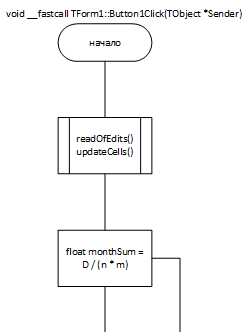 void __fastcall TForm1::Button1Click(TObject *Sender)
начало
readOfEdits()
updateCells()
float monthSum =
D / (n * m)